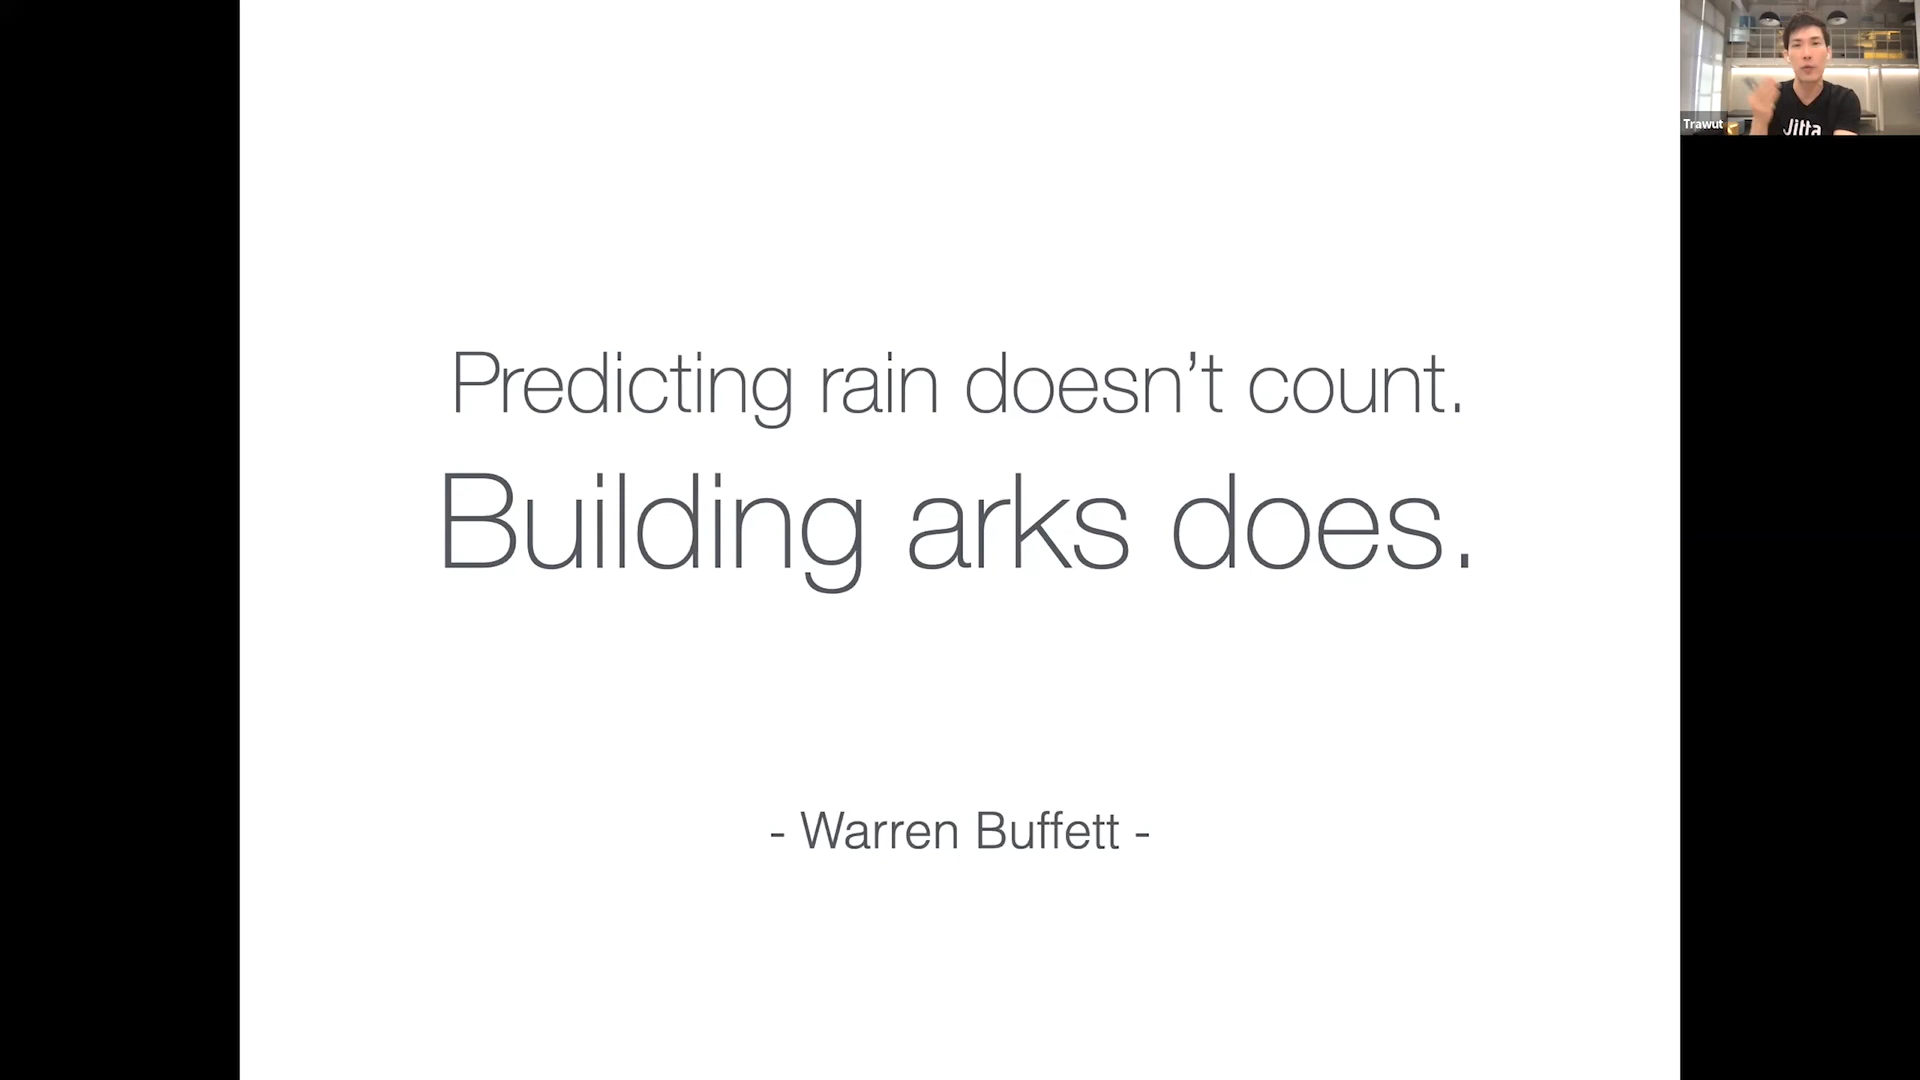 Predicting rain doesn’t count.
Building arks does.
- Warren Buffett -
Trawut
Jitta